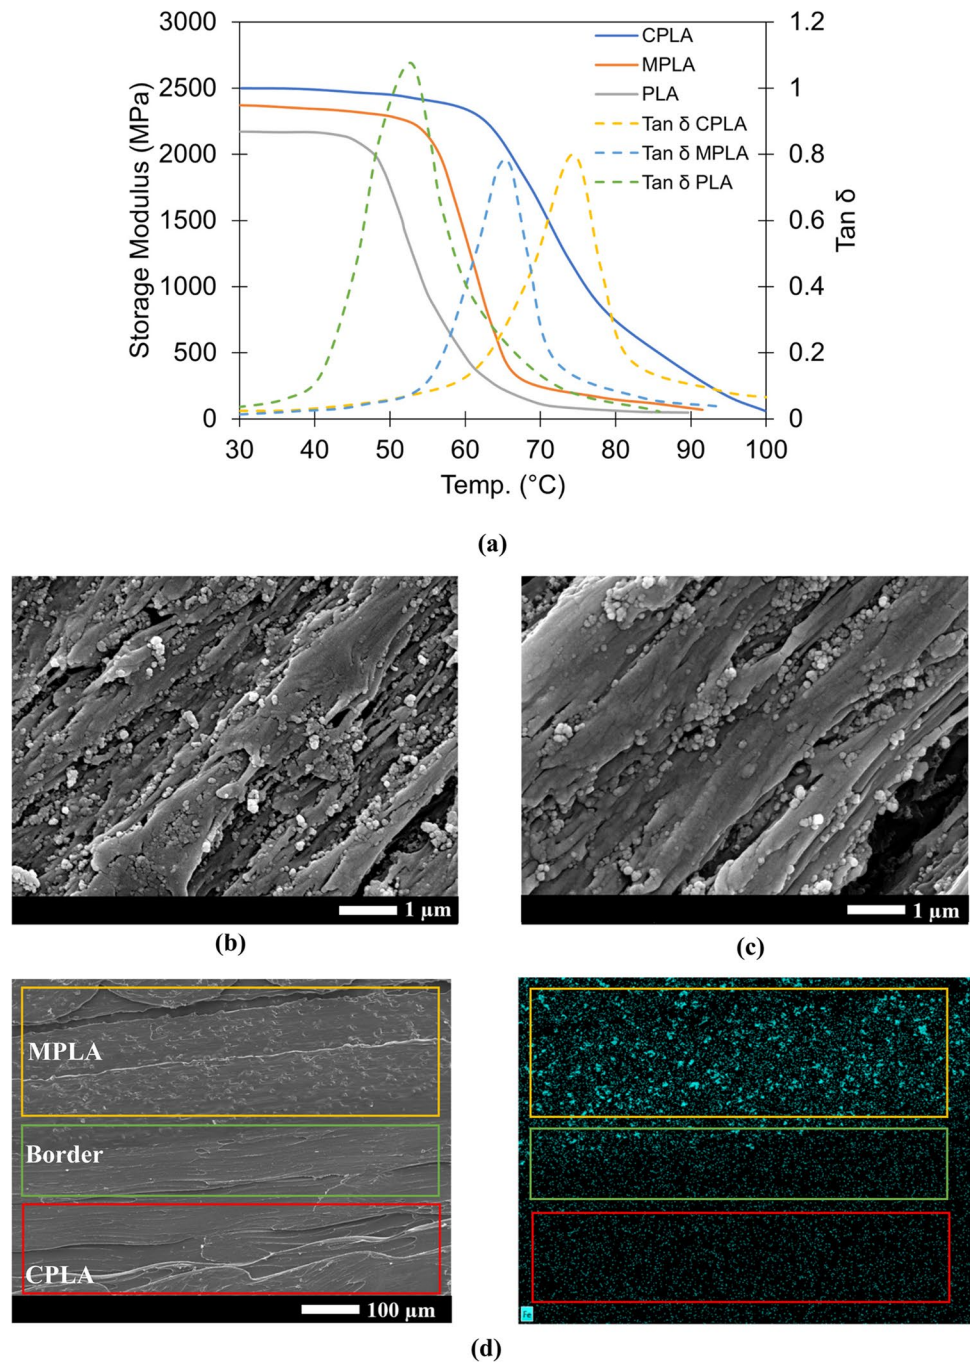 3000
2500
2000
1500
1000
500
0
Storage Modulus (MPa)
30
40
50
60
70
80
90
100
Temp. (°C)
1.2
1
0.8
0.6
0.4
0.2
0
Tan δ
CPLA
MPLA
PLA
Tan δ CPLA
Tan δ MPLA
Tan δ PLA
(a)
1 µm
(b)
1 µm
(c)
MPLA
Border
CPLA
100 µm
Fe
(d)